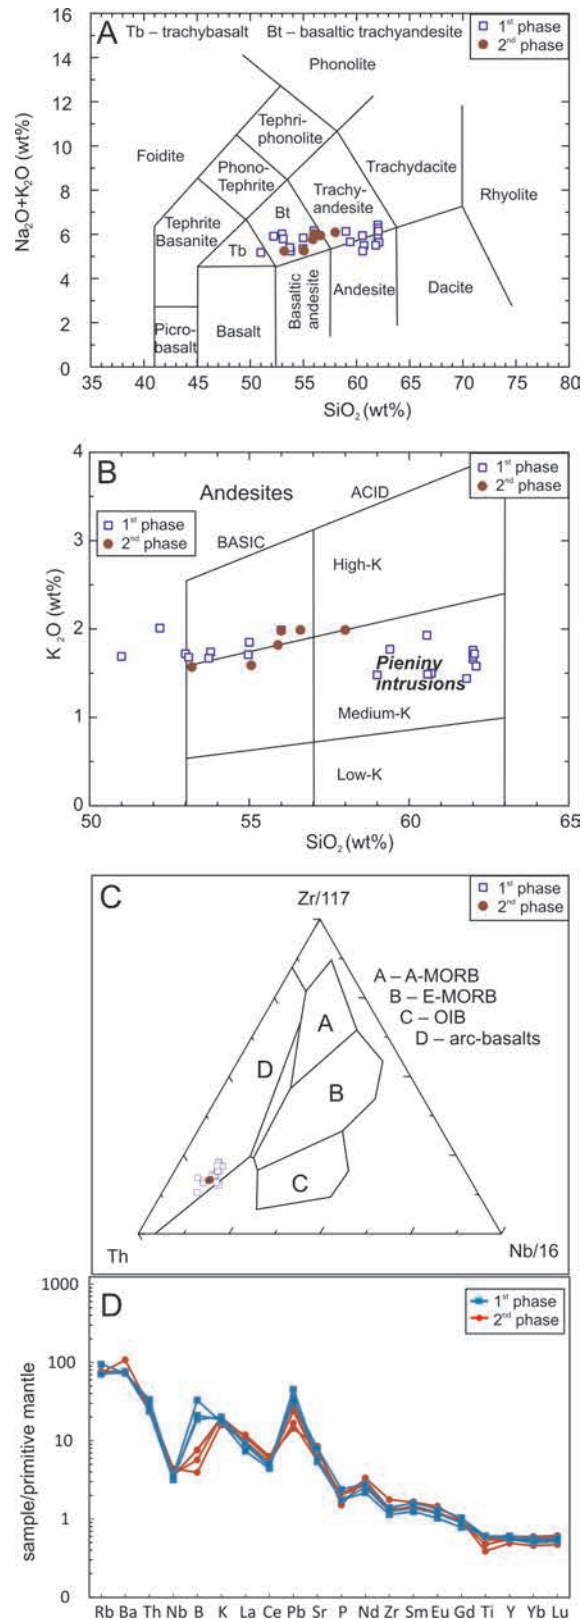 A
Tb – trachybasalt
Bt – basaltic trachyandesite
1st phase
2nd phase
Phonolite
Foidite
Tephri-
phonolite
Phono-
Tephrite
Trachydacite
Trachy-
andesite
Rhyolite
Tephrite
Basanite
Bt
Tb
Basaltic
andesite
Andesite
Dacite
Picro-
basalt
Basalt
Na2O+K2O (wt%)
16
14
12
10
8
6
4
2
0
35 40 45 50 55 60 65 70 75 80
SiO2 (wt%)
B
Andesites
ACID
1st phase
2nd phase
1st phase
2nd phase
BASIC
High-K
Pieniny
intrusions
Medium-K
Low-K
K2O (wt%)
4
3
2
1
0
50 55 60 65
SiO2 (wt%)
C
1st phase
2nd phase
Zr/117
A – A-MORB
B – E-MORB
C – OIB
D – arc-basalts
A
D
B
C
Th
Nb/16
D
1st phase
2nd phase
sample/primitive mantle
1000
100
10
1
0
Rb Ba Th Nb B K La Ce Pb Sr P Nd Zr Sm Eu Gd Ti Y Yb Lu